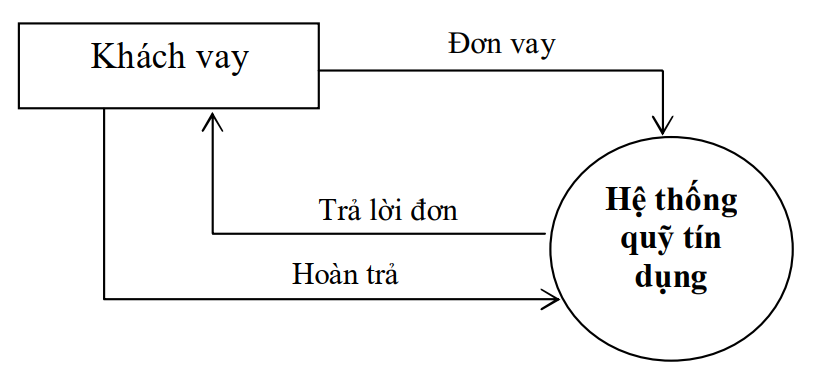 Khách vay
Đơn vay
Hệ thống
quỹ tín
dụng
Trả lời đơn
Hoàn trả